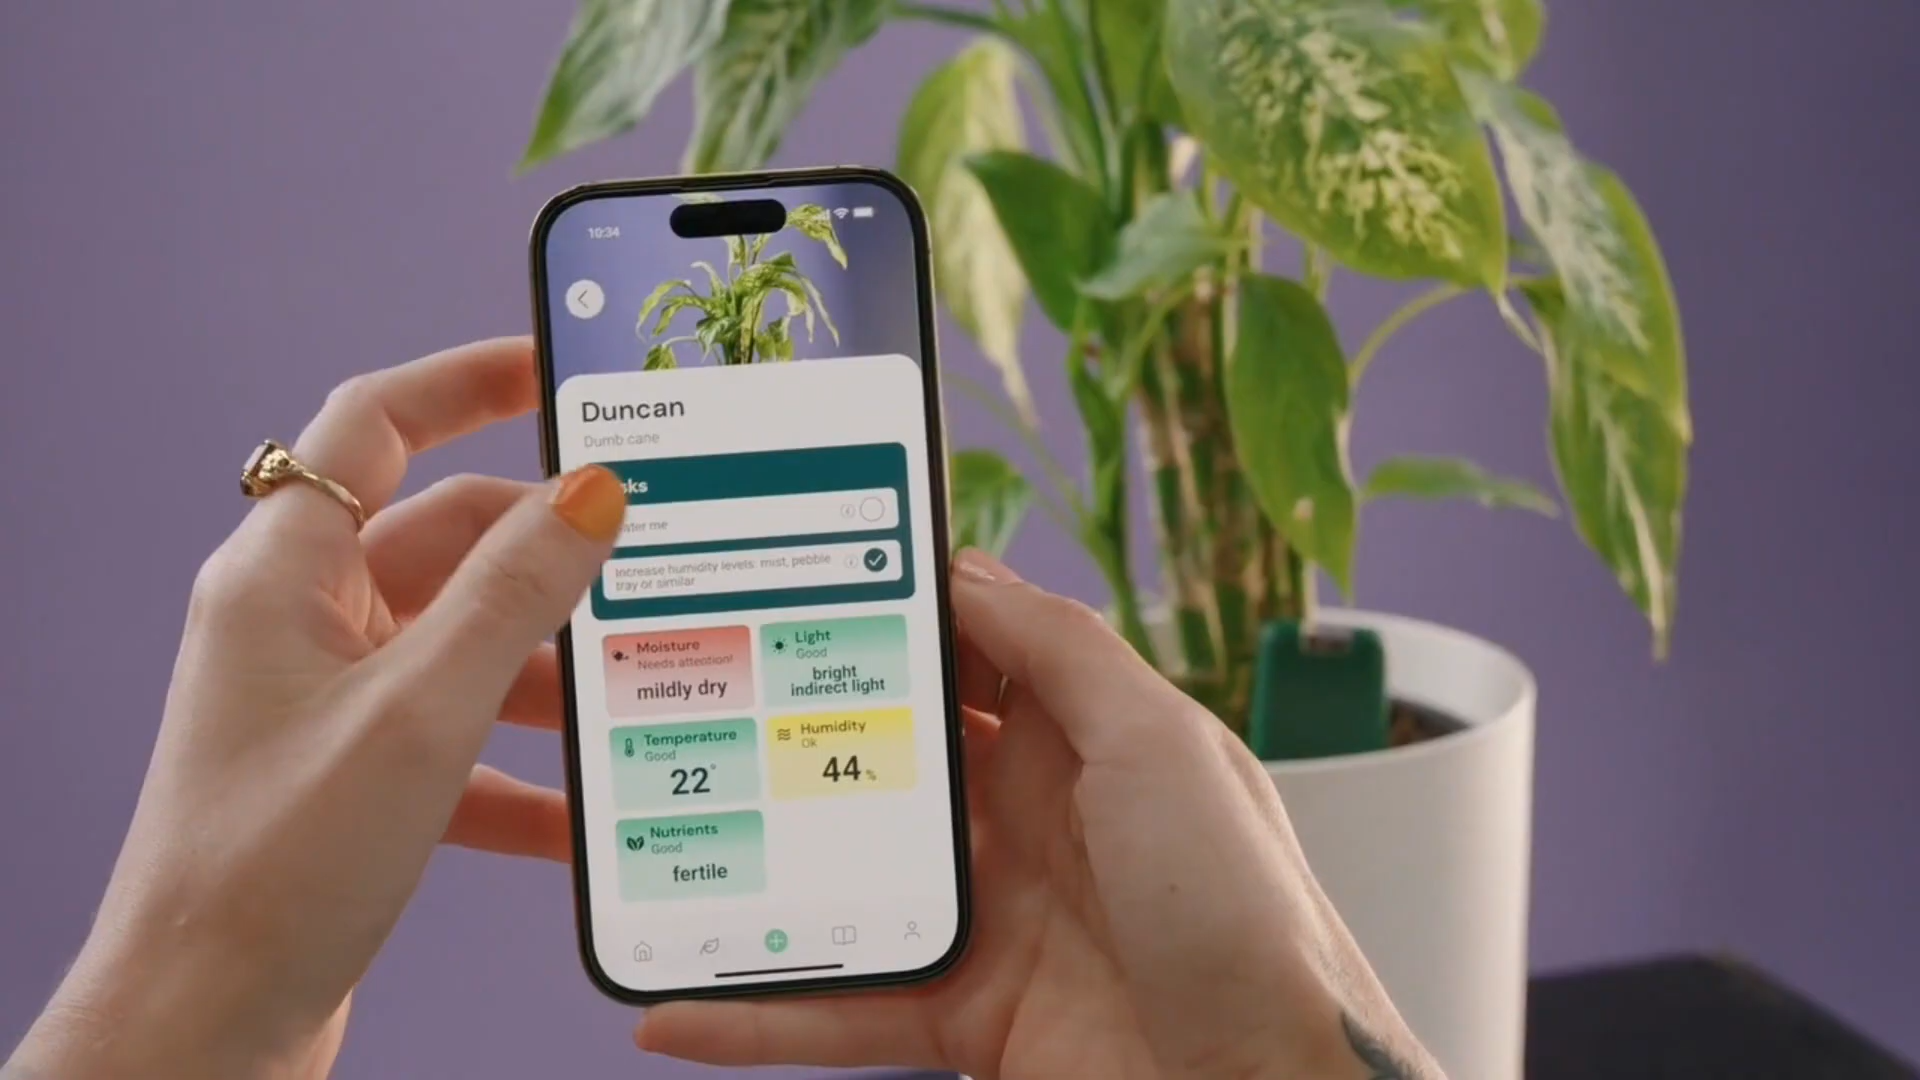 10:34
Duncan
Dumb cane
sks
ater me
Increase humidity levels: mist, pebble
tray or similar
Moisture
Needs attention!
mildly dry
Light
Good
bright
indirect light
Temperature
Good
22°
Humidity
Ok
44 %
Nutrients
Good
fertile